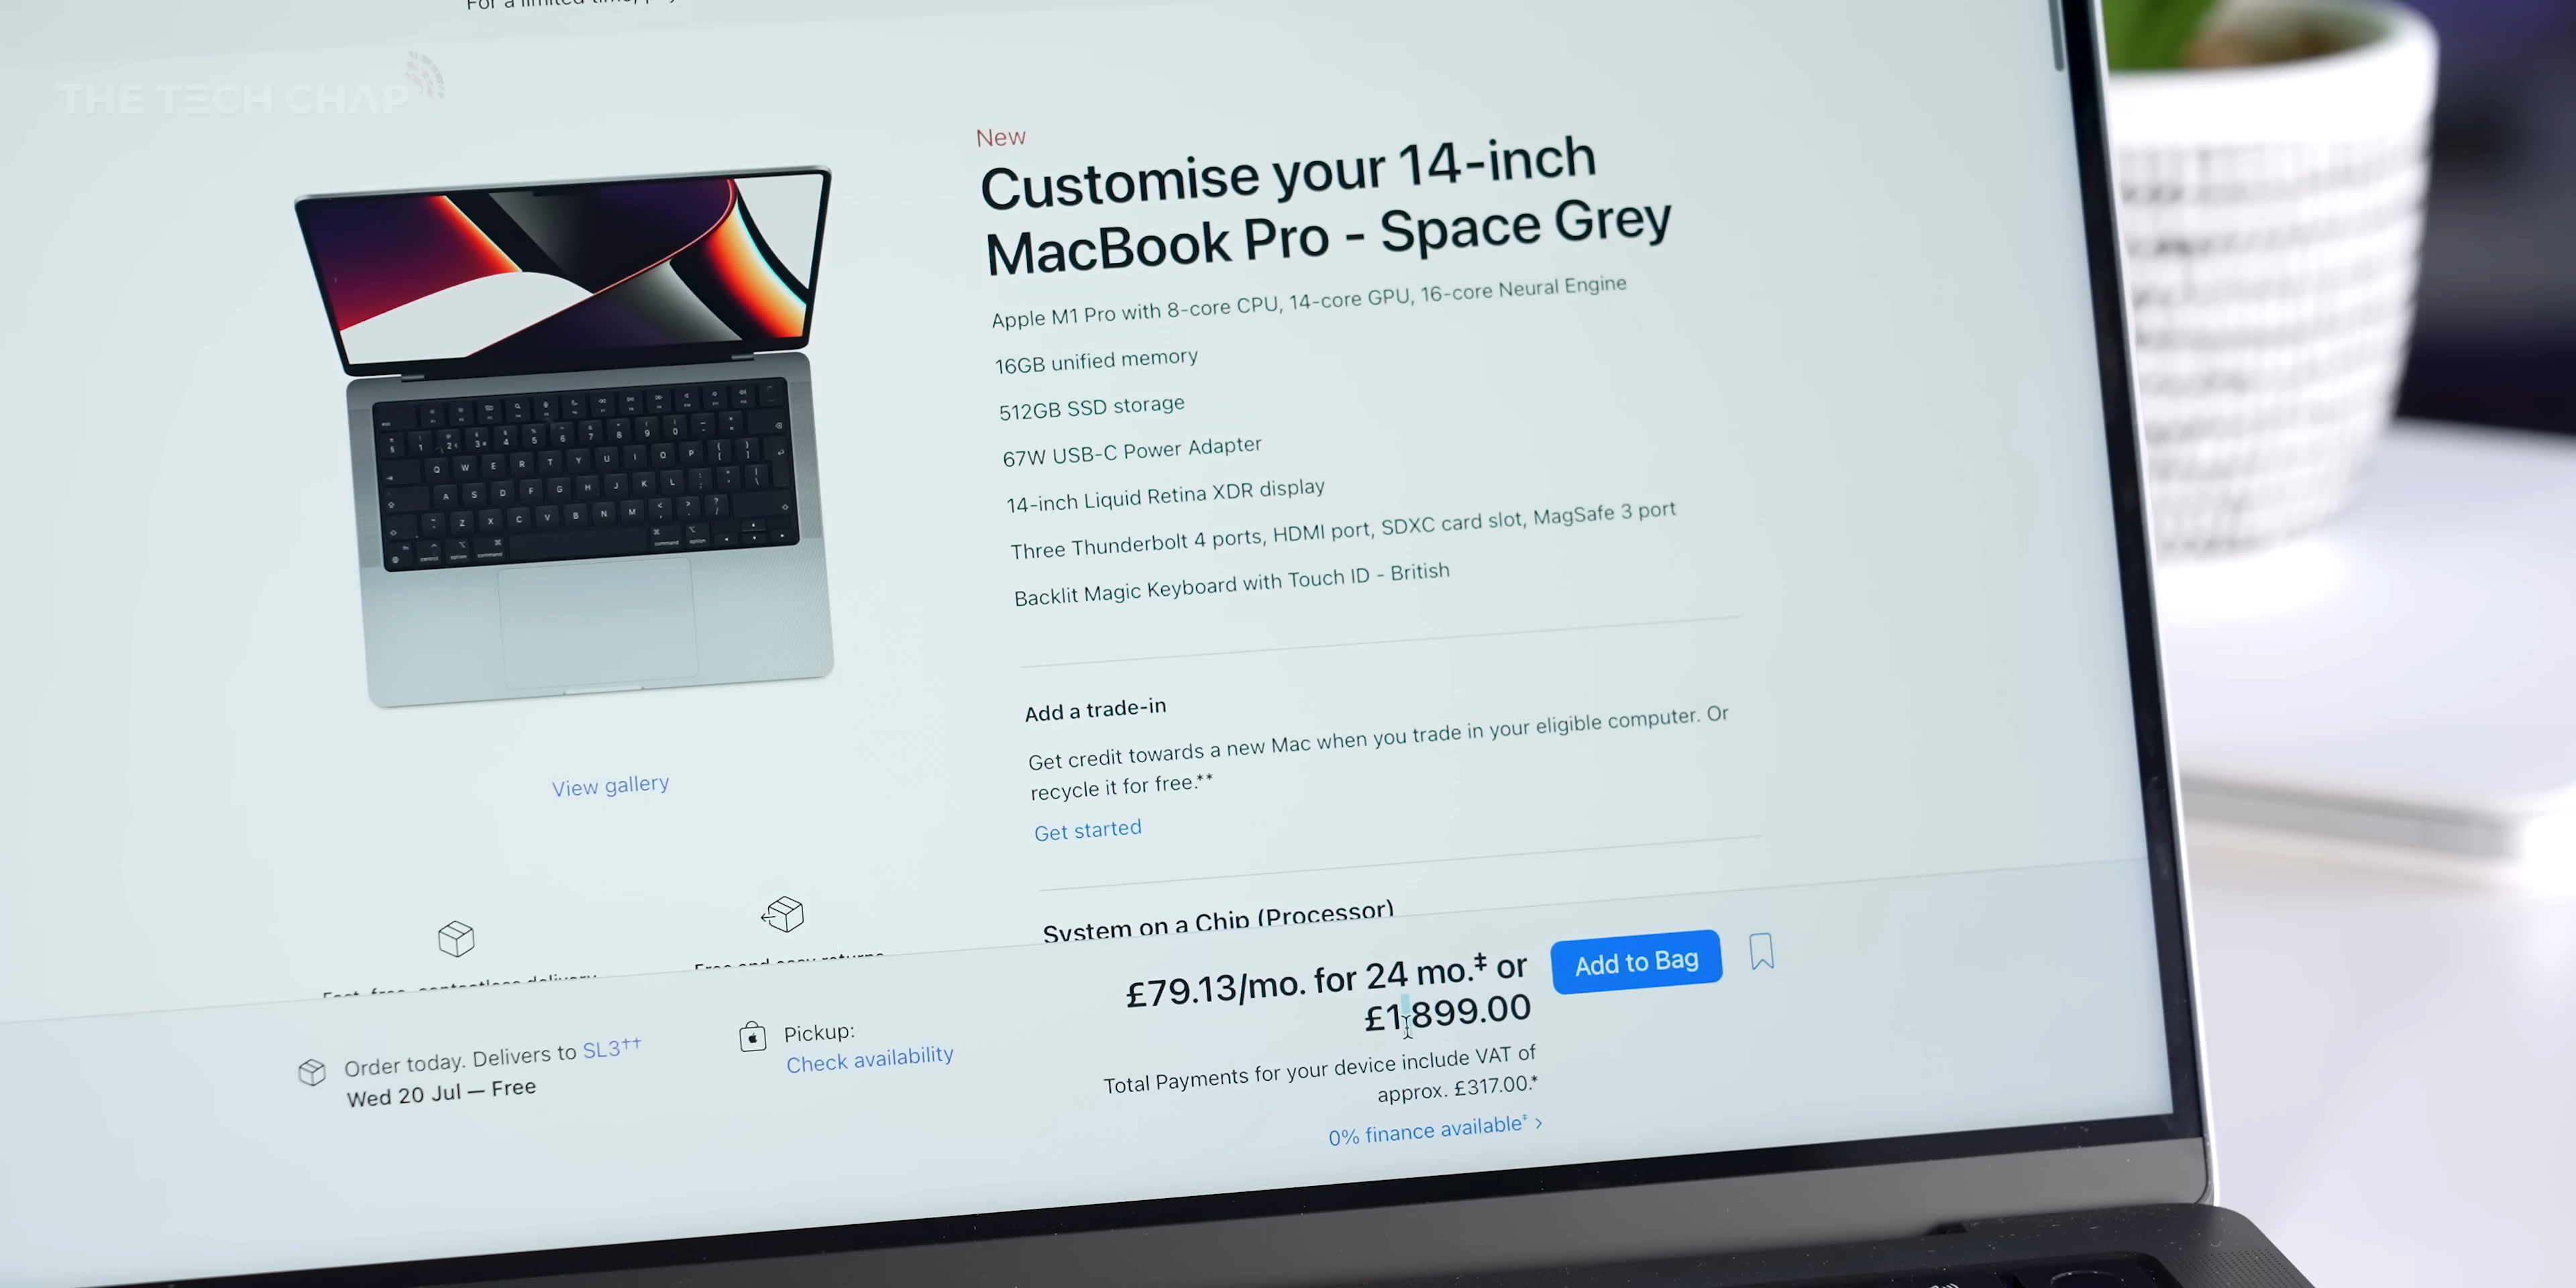 THE TECH CHAP
New
Customise your 14-inch
MacBook Pro - Space Grey
Apple M1 Pro with 8-core CPU, 14-core GPU, 16-core Neural Engine
16GB unified memory
512GB SSD storage
67W USB-C Power Adapter
14-inch Liquid Retina XDR display
Three Thunderbolt 4 ports, HDMI port, SDXC card slot, MagSafe 3 port
Backlit Magic Keyboard with Touch ID - British
View gallery
Add a trade-in
Get credit towards a new Mac when you trade in your eligible computer. Or
recycle it for free.**
Get started
System on a Chip (Processor)
£79.13/mo. for 24 mo.‡ or
£1,899.00
Add to Bag
Total Payments for your device include VAT of
approx. £317.00.*
0% finance available‡ >
Order today. Delivers to SL3††
Wed 20 Jul — Free
Pickup:
Check availability